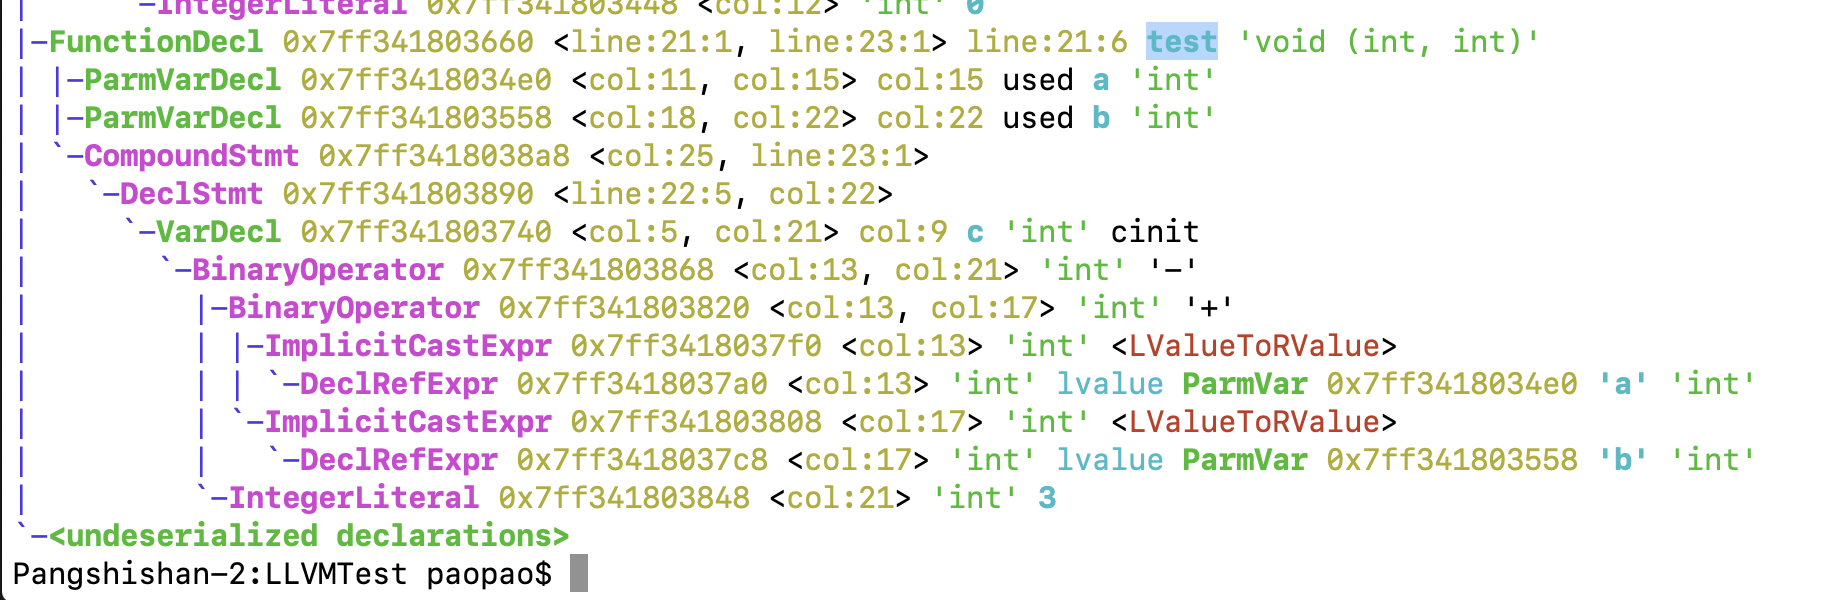 |           `-IntegerLiteral 0x7ff341803448 <col:12> 'int' 0
|-FunctionDecl 0x7ff341803660 <line:21:1, line:23:1> line:21:6 test 'void (int, int)'
| |-ParmVarDecl 0x7ff3418034e0 <col:11, col:15> col:15 used a 'int'
| |-ParmVarDecl 0x7ff341803558 <col:18, col:22> col:22 used b 'int'
| `-CompoundStmt 0x7ff3418038a8 <col:25, line:23:1>
|   `-DeclStmt 0x7ff341803890 <line:22:5, col:22>
|     `-VarDecl 0x7ff341803740 <col:5, col:21> col:9 c 'int' cinit
|       `-BinaryOperator 0x7ff341803868 <col:13, col:21> 'int' '-'
|         |-BinaryOperator 0x7ff341803820 <col:13, col:17> 'int' '+'
|         | |-ImplicitCastExpr 0x7ff3418037f0 <col:13> 'int' <LValueToRValue>
|         | | `-DeclRefExpr 0x7ff3418037a0 <col:13> 'int' lvalue ParmVar 0x7ff3418034e0 'a' 'int'
|         | `-ImplicitCastExpr 0x7ff341803808 <col:17> 'int' <LValueToRValue>
|         |   `-DeclRefExpr 0x7ff3418037c8 <col:17> 'int' lvalue ParmVar 0x7ff341803558 'b' 'int'
|         `-IntegerLiteral 0x7ff341803848 <col:21> 'int' 3
`-<undeserialized declarations>
Pangshishan-2:LLVMTest paopao$